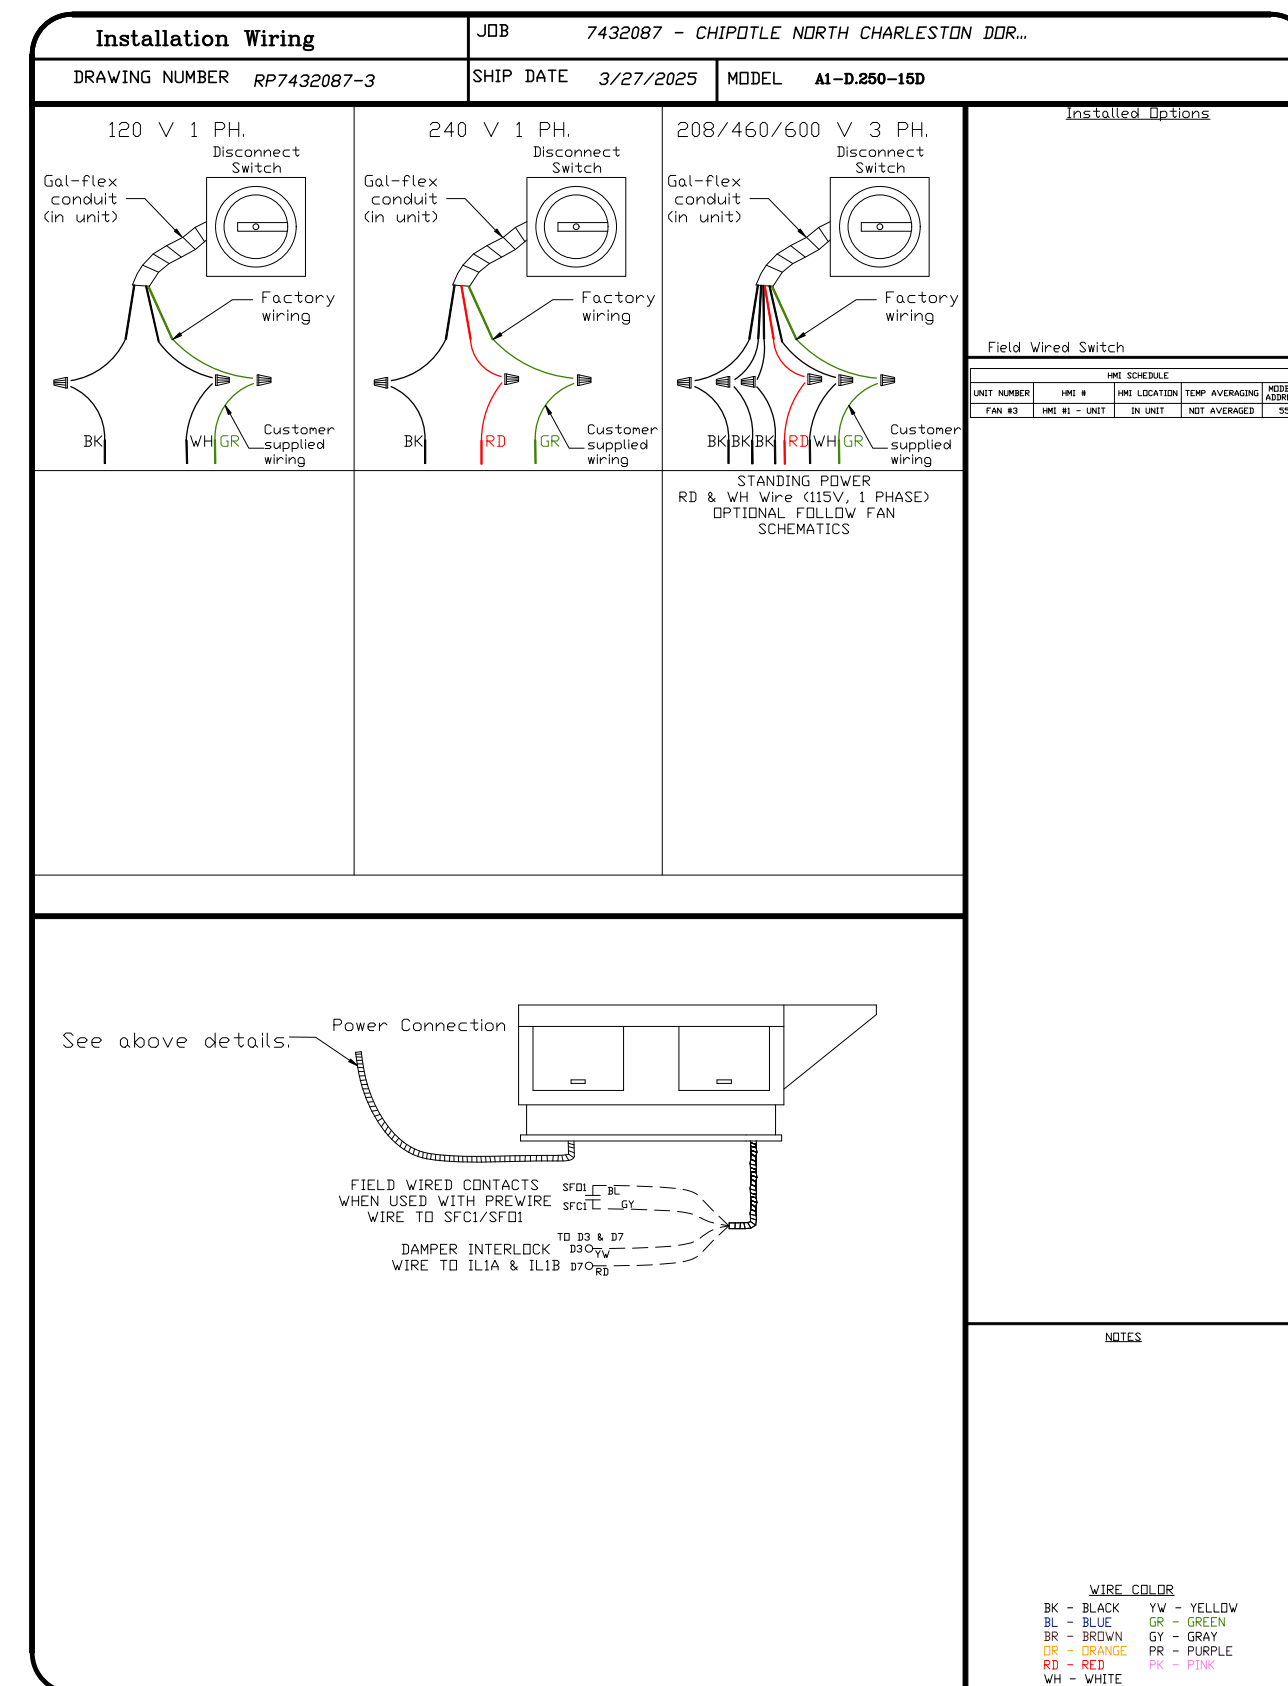 Installation Wiring
JOB 7432087 - CHIPOTLE NORTH CHARLESTON DOR...
DRAWING NUMBER RP7432087-3
SHIP DATE 3/27/2025
MODEL A1-D.250-15D
120 V 1 PH.
Disconnect
Switch
Gal-flex
conduit
(in unit)
Factory
wiring
BK WH GR
Customer
supplied
wiring
240 V 1 PH.
Disconnect
Switch
Gal-flex
conduit
(in unit)
Factory
wiring
BK RD GR
Customer
supplied
wiring
208/460/600 V 3 PH.
Disconnect
Switch
Gal-flex
conduit
(in unit)
Factory
wiring
BK BK BK RD WH GR
Customer
supplied
wiring
STANDING POWER
RD & WH Wire (115V, 1 PHASE)
OPTIONAL FOLLOW FAN
SCHEMATICS
Installed Options
Field Wired Switch
HMI SCHEDULE
UNIT NUMBER HMI # HMI LOCATION TEMP AVERAGING
FAN #3 HMI #1 - UNIT IN UNIT NOT AVERAGED 55
See above details.
Power Connection
FIELD WIRED CONTACTS
WHEN USED WITH PREWIRE
WIRE TO SFC1/SFO1
SFO1 BL
SFC1 GY
TO D3 & D7
DAMPER INTERLOCK
WIRE TO IL1A & IL1B
D3 YW
D7 RD
NOTES
WIRE COLOR
BK - BLACK YW - YELLOW
BL - BLUE GR - GREEN
BR - BROWN GY - GRAY
OR - ORANGE PR - PURPLE
RD - RED PK - PINK
WH - WHITE